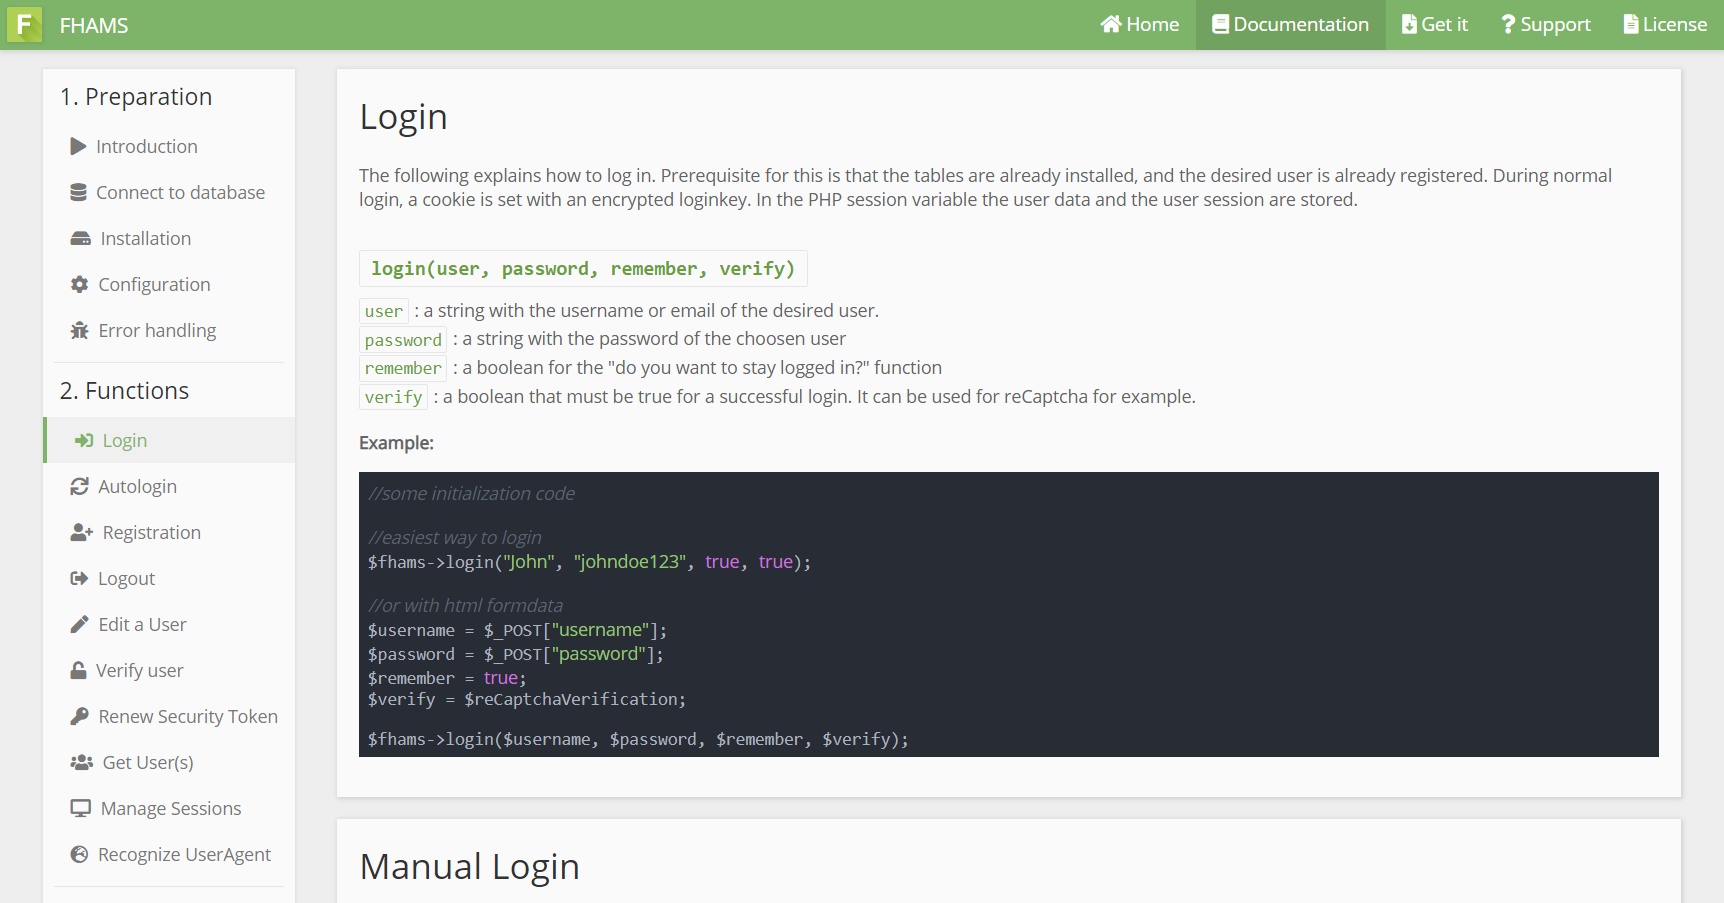 F FHAMS Home Documentation Get it Support License
1. Preparation
Introduction
Connect to database
Installation
Configuration
Error handling
2. Functions
Login
Autologin
Registration
Logout
Edit a User
Verify user
Renew Security Token
Get User(s)
Manage Sessions
Recognize UserAgent
Login
The following explains how to log in. Prerequisite for this is that the tables are already installed, and the desired user is already registered. During normal
login, a cookie is set with an encrypted loginkey. In the PHP session variable the user data and the user session are stored.
login(user, password, remember, verify)
user : a string with the username or email of the desired user.
password : a string with the password of the choosen user
remember : a boolean for the "do you want to stay logged in?" function
verify : a boolean that must be true for a successful login. It can be used for reCaptcha for example.
Example:
//some initialization code
//easiest way to login
$fhams->login("John", "johndoe123", true, true);
//or with html formdata
$username = $_POST["username"];
$password = $_POST["password"];
$remember = true;
$verify = $reCaptchaVerification;
$fhams->login($username, $password, $remember, $verify);
Manual Login